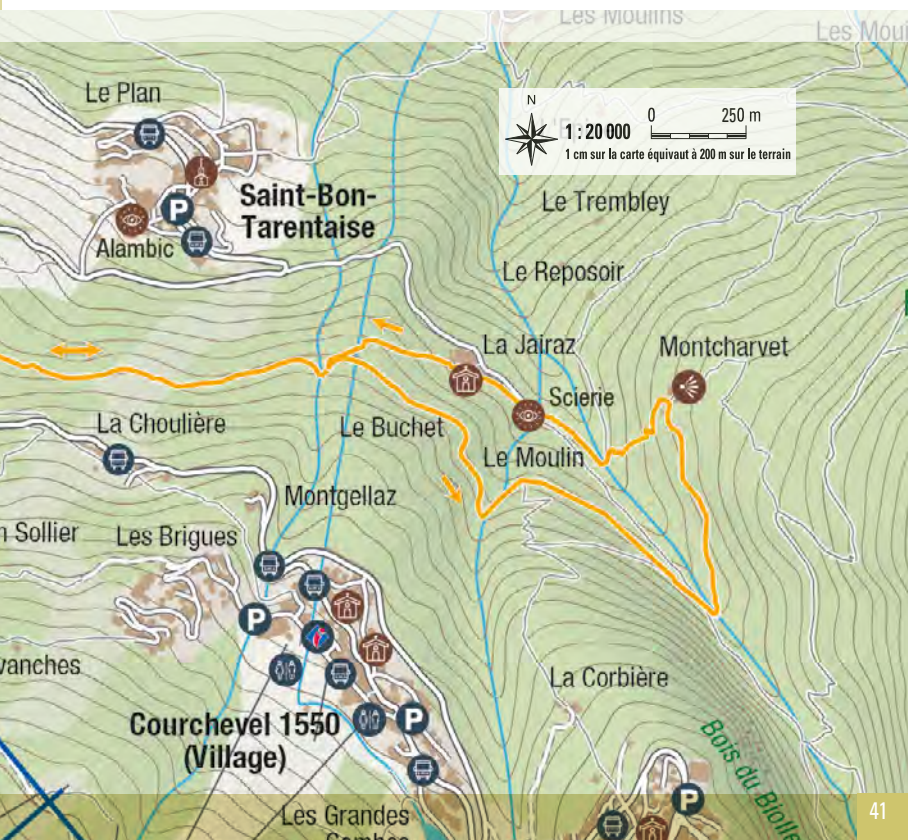 Les Moulins
Les Moul
N
0 250 m
1 : 20 000
1 cm sur la carte équivaut à 200 m sur le terrain
Le Plan
P
Saint-Bon-
Tarentaise
Alambic
Le Trembley
Le Reposoir
La Jairaz
Montcharvet
Scierie
La Choulière
Le Buchet
Le Moulin
Montgellaz
n Sollier
Les Brigues
P
vanches
La Corbière
Courchevel 1550
(Village)
P
Bois du Bioll
Les Grandes
Combes
P
41